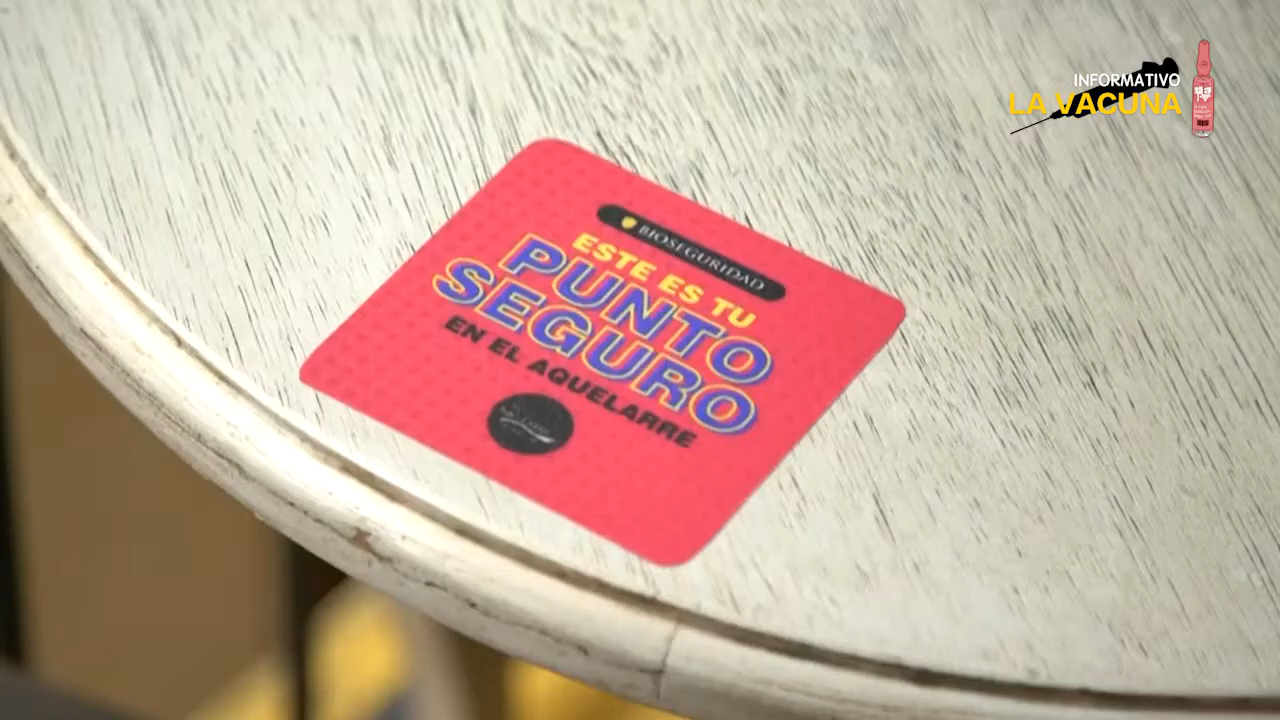 INFORMATIVO
LA VACUNA
BIOSEGURIDAD
ESTE ES TU
PUNTO
SEGURO
EN EL AQUELARRE